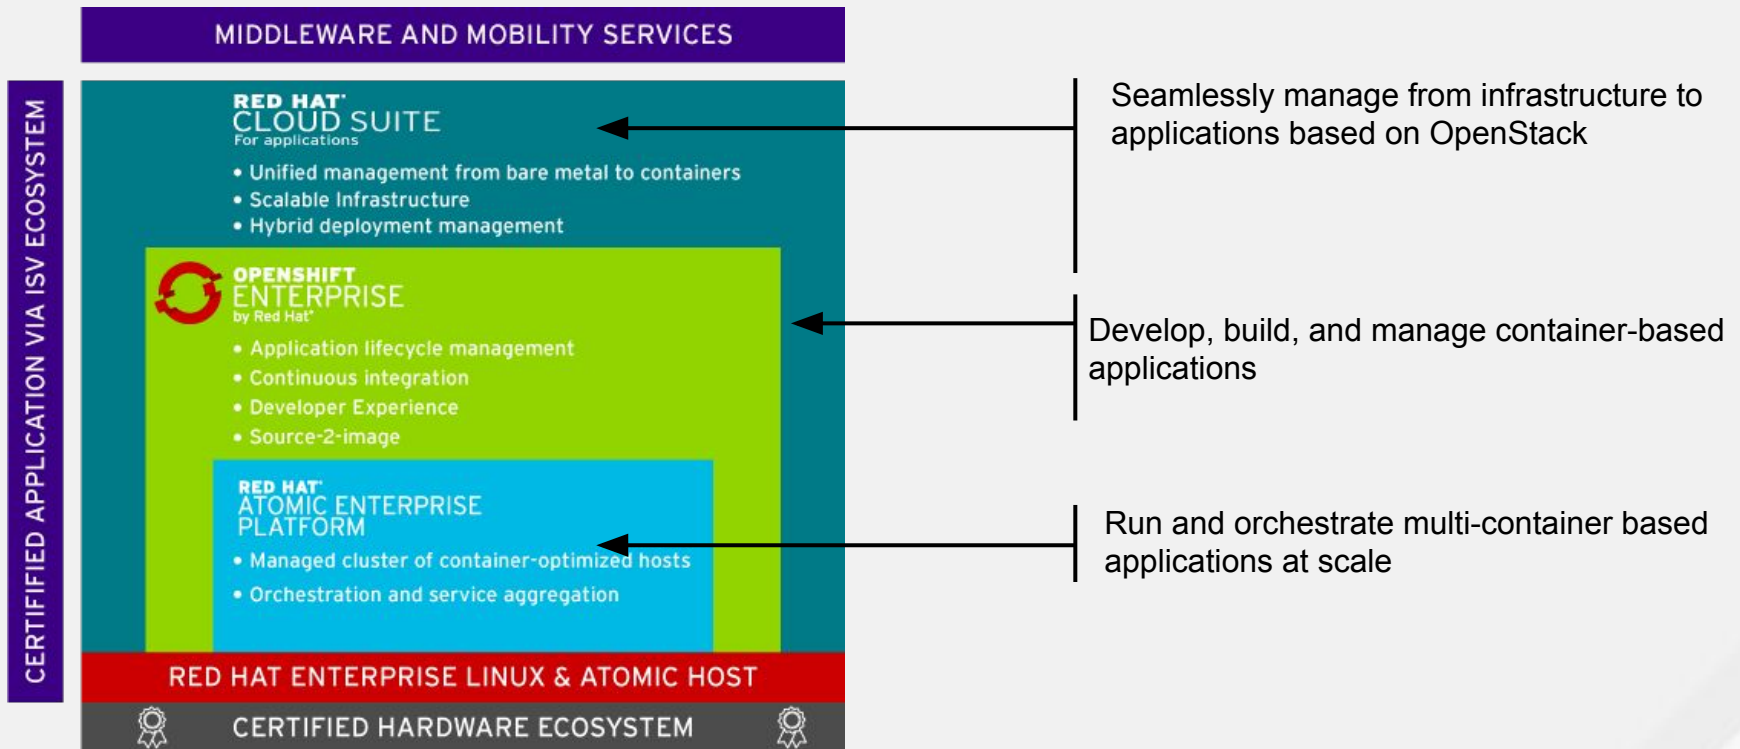 MIDDLEWARE AND MOBILITY SERVICES
CERTIFIED APPLICATION VIA ISV ECOSYSTEM
RED HAT®
CLOUD SUITE
For applications
• Unified management from bare metal to containers
• Scalable Infrastructure
• Hybrid deployment management
Seamlessly manage from infrastructure to
applications based on OpenStack
OPENSHIFT
ENTERPRISE
by Red Hat®
• Application lifecycle management
• Continuous integration
• Developer Experience
• Source-2-image
Develop, build, and manage container-based
applications
RED HAT®
ATOMIC ENTERPRISE
PLATFORM
• Managed cluster of container-optimized hosts
• Orchestration and service aggregation
Run and orchestrate multi-container based
applications at scale
RED HAT ENTERPRISE LINUX & ATOMIC HOST
CERTIFIED HARDWARE ECOSYSTEM